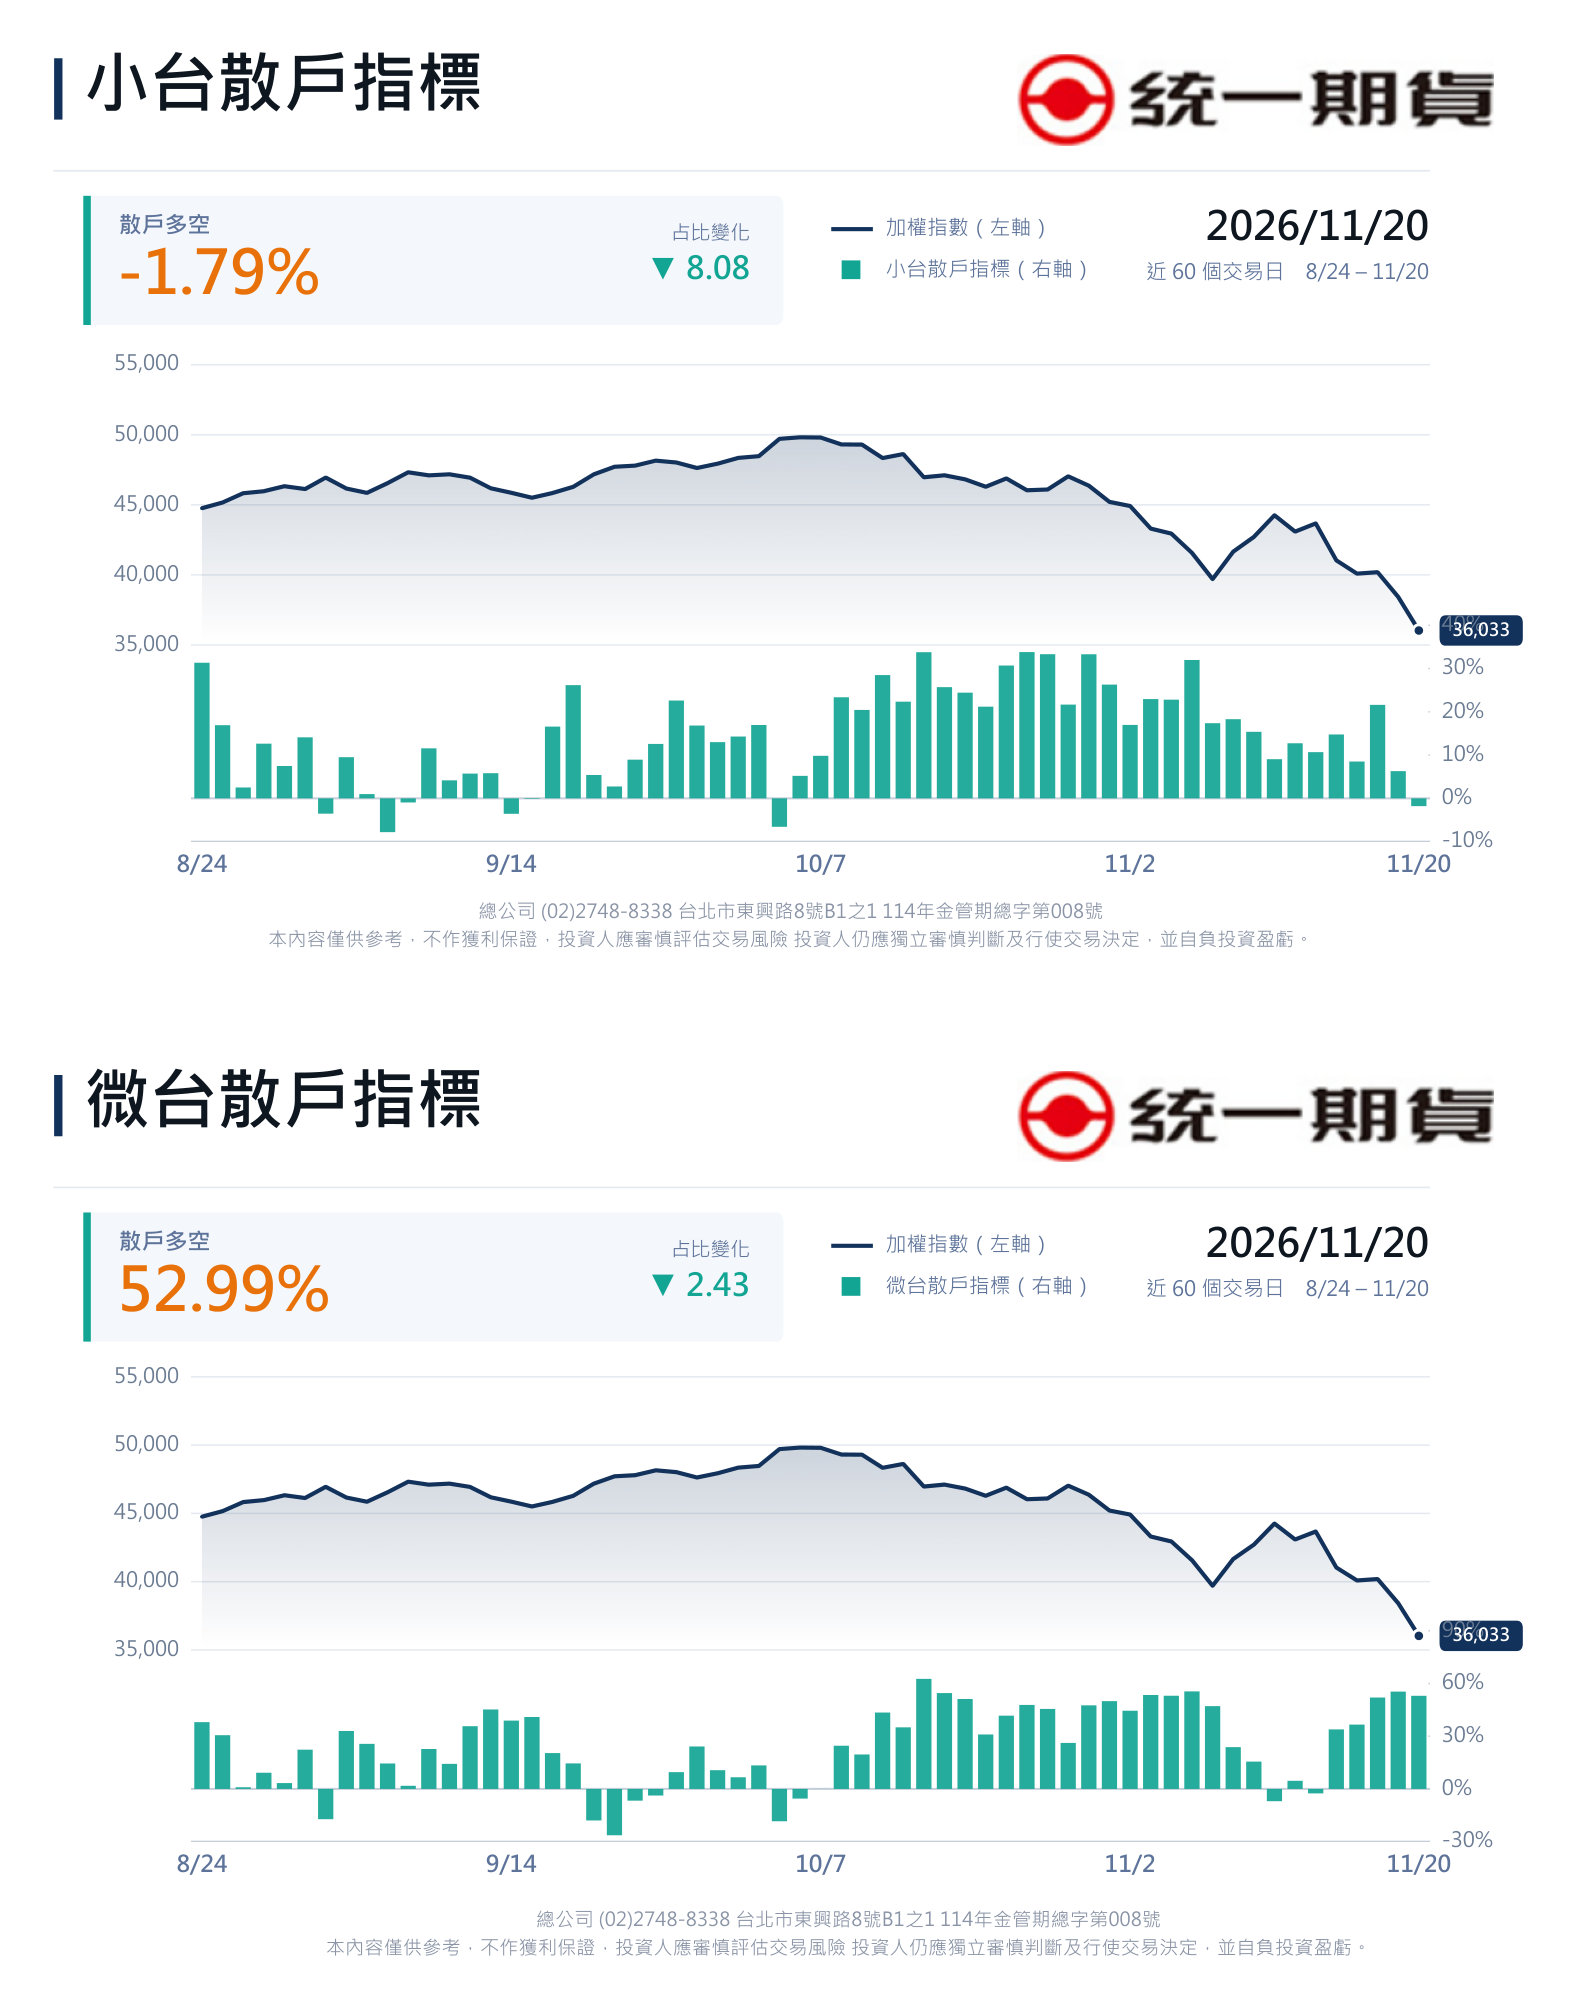 小台散戶指標
統一期貨
散戶多空
-1.79%
占比變化
▼ 8.08
加權指數(左軸)
小台散戶指標(右軸)
2026/11/20
近 60 個交易日 8/24 – 11/20
55,000
50,000
45,000
40,000
35,000
40%
36,033
30%
20%
10%
0%
-10%
8/24
9/14
10/7
11/2
11/20
總公司 (02)2748-8338 台北市東興路8號B1之1 114年金管期總字第008號
本內容僅供參考，不作獲利保證，投資人應審慎評估交易風險 投資人仍應獨立審慎判斷及行使交易決定，並自負投資盈虧。
微台散戶指標
統一期貨
散戶多空
52.99%
占比變化
▼ 2.43
加權指數(左軸)
微台散戶指標(右軸)
2026/11/20
近 60 個交易日 8/24 – 11/20
55,000
50,000
45,000
40,000
35,000
90%
36,033
60%
30%
0%
-30%
8/24
9/14
10/7
11/2
11/20
總公司 (02)2748-8338 台北市東興路8號B1之1 114年金管期總字第008號
本內容僅供參考，不作獲利保證，投資人應審慎評估交易風險 投資人仍應獨立審慎判斷及行使交易決定，並自負投資盈虧。